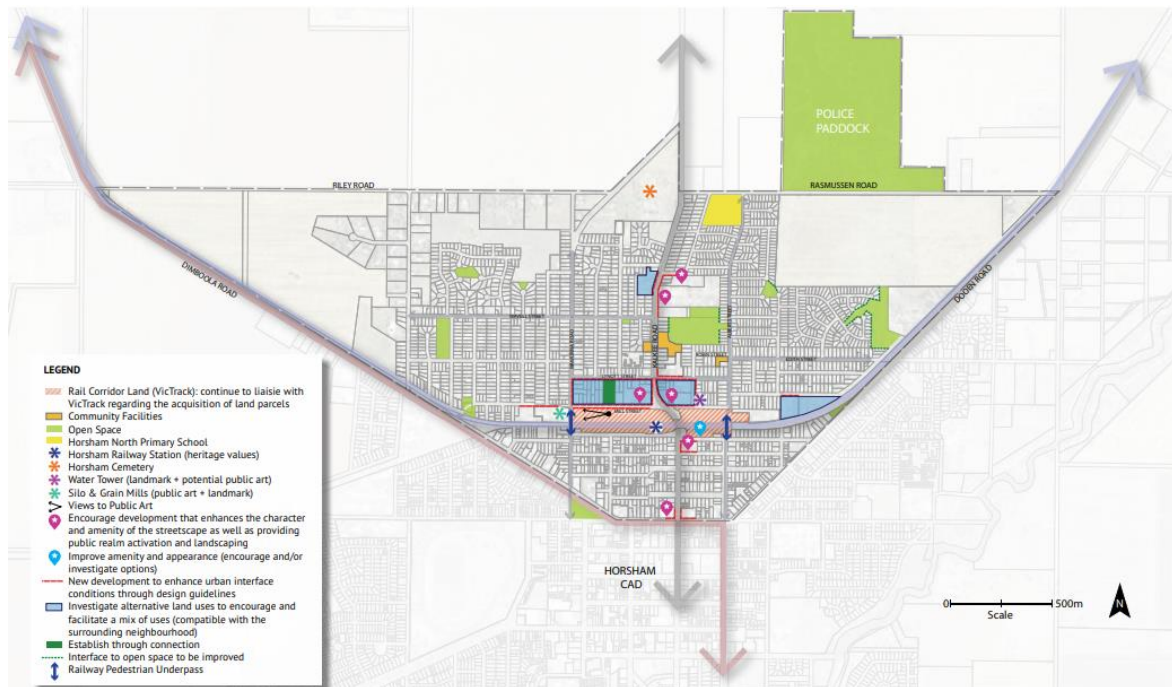 POLICE
PADDOCK
RILEY ROAD
RASMUSSEN ROAD
DIMBOOLA ROAD
DOOEN ROAD
KALKEE ROAD
LEGEND
Rail Corridor Land (VicTrack): continue to liaisie with
VicTrack regarding the acquisition of land parcels
Community Facilities
Open Space
Horsham North Primary School
Horsham Railway Station (heritage values)
Horsham Cemetery
Water Tower (landmark + potential public art)
Silo & Grain Mills (public art + landmark)
Views to Public Art
Encourage development that enhances the character
and amenity of the streetscape as well as providing
public realm activation and landscaping
Improve amenity and appearance (encourage and/or
investigate options)
New development to enhance urban interface
conditions through design guidelines
Investigate alternative land uses to encourage and
facilitate a mix of uses (compatible with the
surrounding neighbourhood)
Establish through connection
Interface to open space to be improved
Railway Pedestrian Underpass
HORSHAM
CAD
0 500m
Scale
N